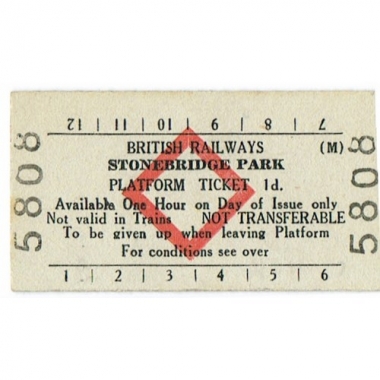 12 | 11 | 10 | 9 | 8 | 7
BRITISH RAILWAYS (M)
STONEBRIDGE PARK
PLATFORM TICKET 1d.
Available One Hour on Day of Issue only
Not valid in Trains NOT TRANSFERABLE
To be given up when leaving Platform
For conditions see over
1 | 2 | 3 | 4 | 5 | 6
5808
5808